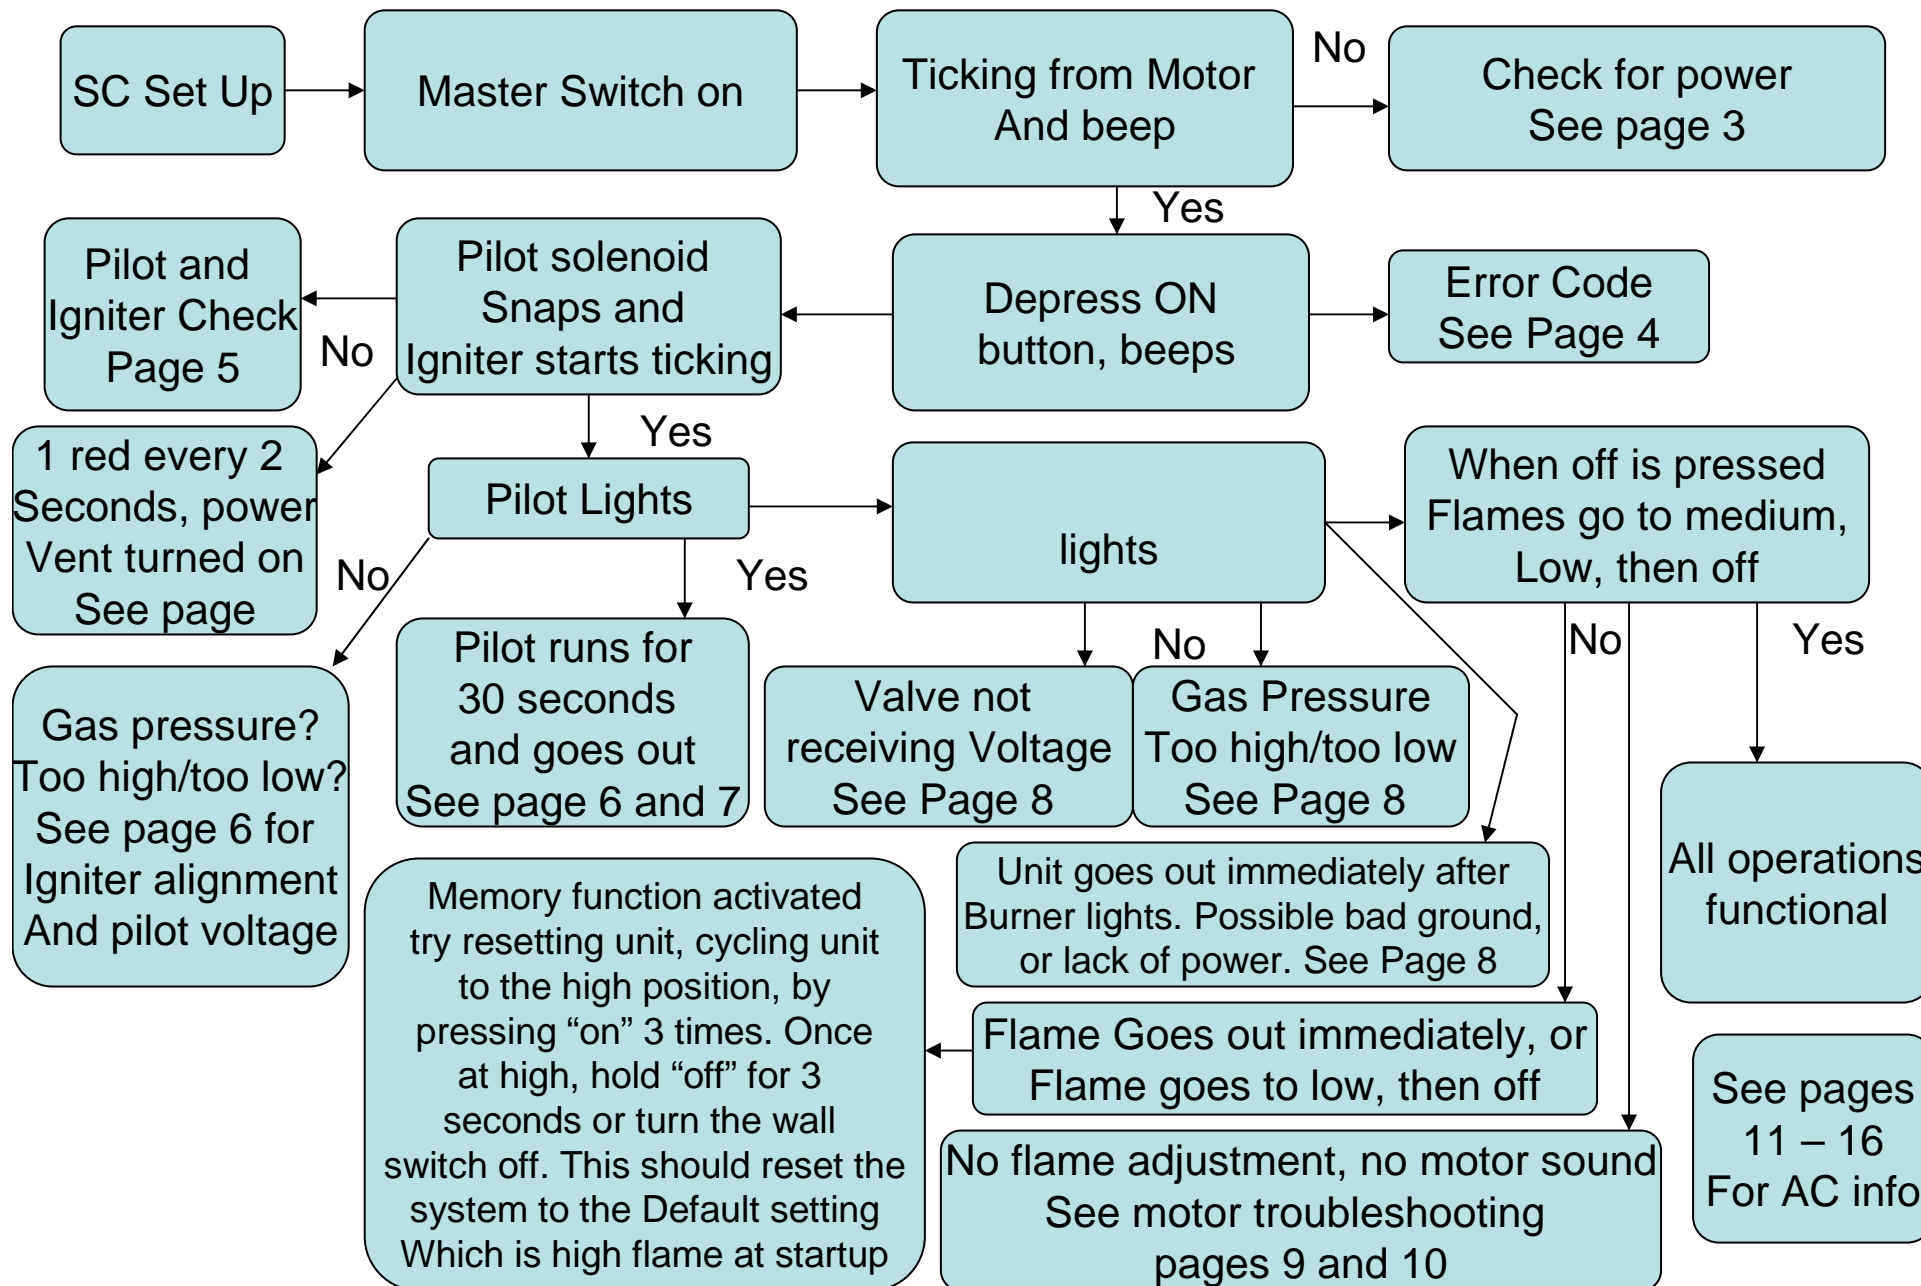 SC Set Up
Master Switch on
Ticking from Motor
And beep
No
Check for power
See page 3
Yes
Pilot and
Igniter Check
Page 5
No
Pilot solenoid
Snaps and
Igniter starts ticking
Depress ON
button, beeps
Error Code
See Page 4
Yes
1 red every 2
Seconds, power
Vent turned on
See page
Pilot Lights
lights
When off is pressed
Flames go to medium,
Low, then off
No
Yes
No
No
Yes
Gas pressure?
Too high/too low?
See page 6 for
Igniter alignment
And pilot voltage
Pilot runs for
30 seconds
and goes out
See page 6 and 7
Valve not
receiving Voltage
See Page 8
Gas Pressure
Too high/too low
See Page 8
All operations
functional
Unit goes out immediately after
Burner lights. Possible bad ground,
or lack of power. See Page 8
Memory function activated
try resetting unit, cycling unit
to the high position, by
pressing “on” 3 times. Once
at high, hold “off” for 3
seconds or turn the wall
switch off. This should reset the
system to the Default setting
Which is high flame at startup
Flame Goes out immediately, or
Flame goes to low, then off
No flame adjustment, no motor sound
See motor troubleshooting
pages 9 and 10
See pages
11 – 16
For AC info